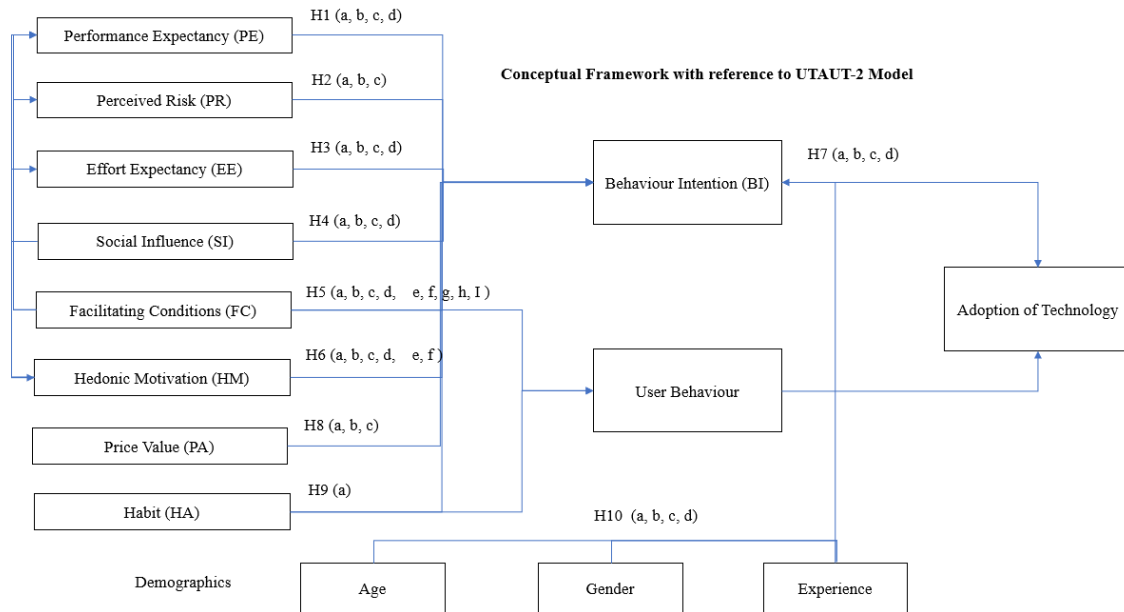 H1 (a, b, c, d)
Performance Expectancy (PE)
Conceptual Framework with reference to UTAUT-2 Model
H2 (a, b, c)
Perceived Risk (PR)
H3 (a, b, c, d)
H7 (a, b, c, d)
Effort Expectancy (EE)
Behaviour Intention (BI)
H4 (a, b, c, d)
Social Influence (SI)
H5 (a, b, c, d, e, f, g, h, I )
Facilitating Conditions (FC)
Adoption of Technology
H6 (a, b, c, d, e, f )
Hedonic Motivation (HM)
User Behaviour
H8 (a, b, c)
Price Value (PA)
H9 (a)
Habit (HA)
H10 (a, b, c, d)
Demographics
Age
Gender
Experience